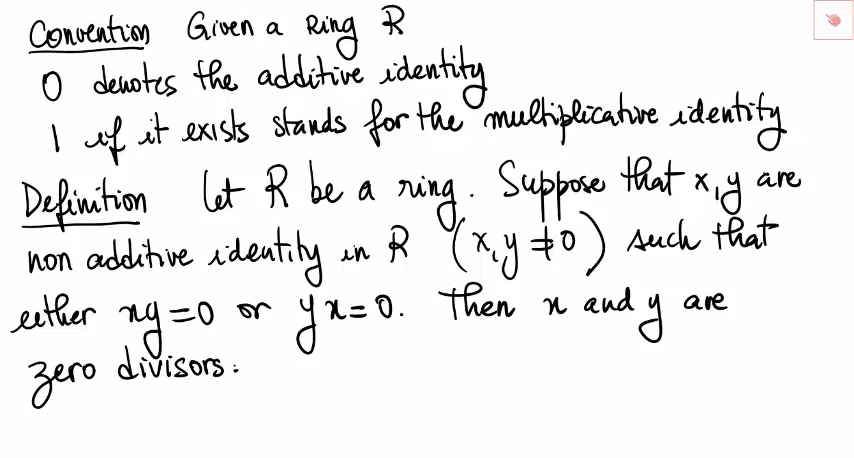 Convention Given a Ring R
0 denotes the additive identity
1 if it exists stands for the multiplicative identity
Definition Let R be a ring. Suppose that x, y are
non additive identity in R (x, y ≠ 0) such that
either xy = 0 or yx = 0. Then x and y are
zero divisors.